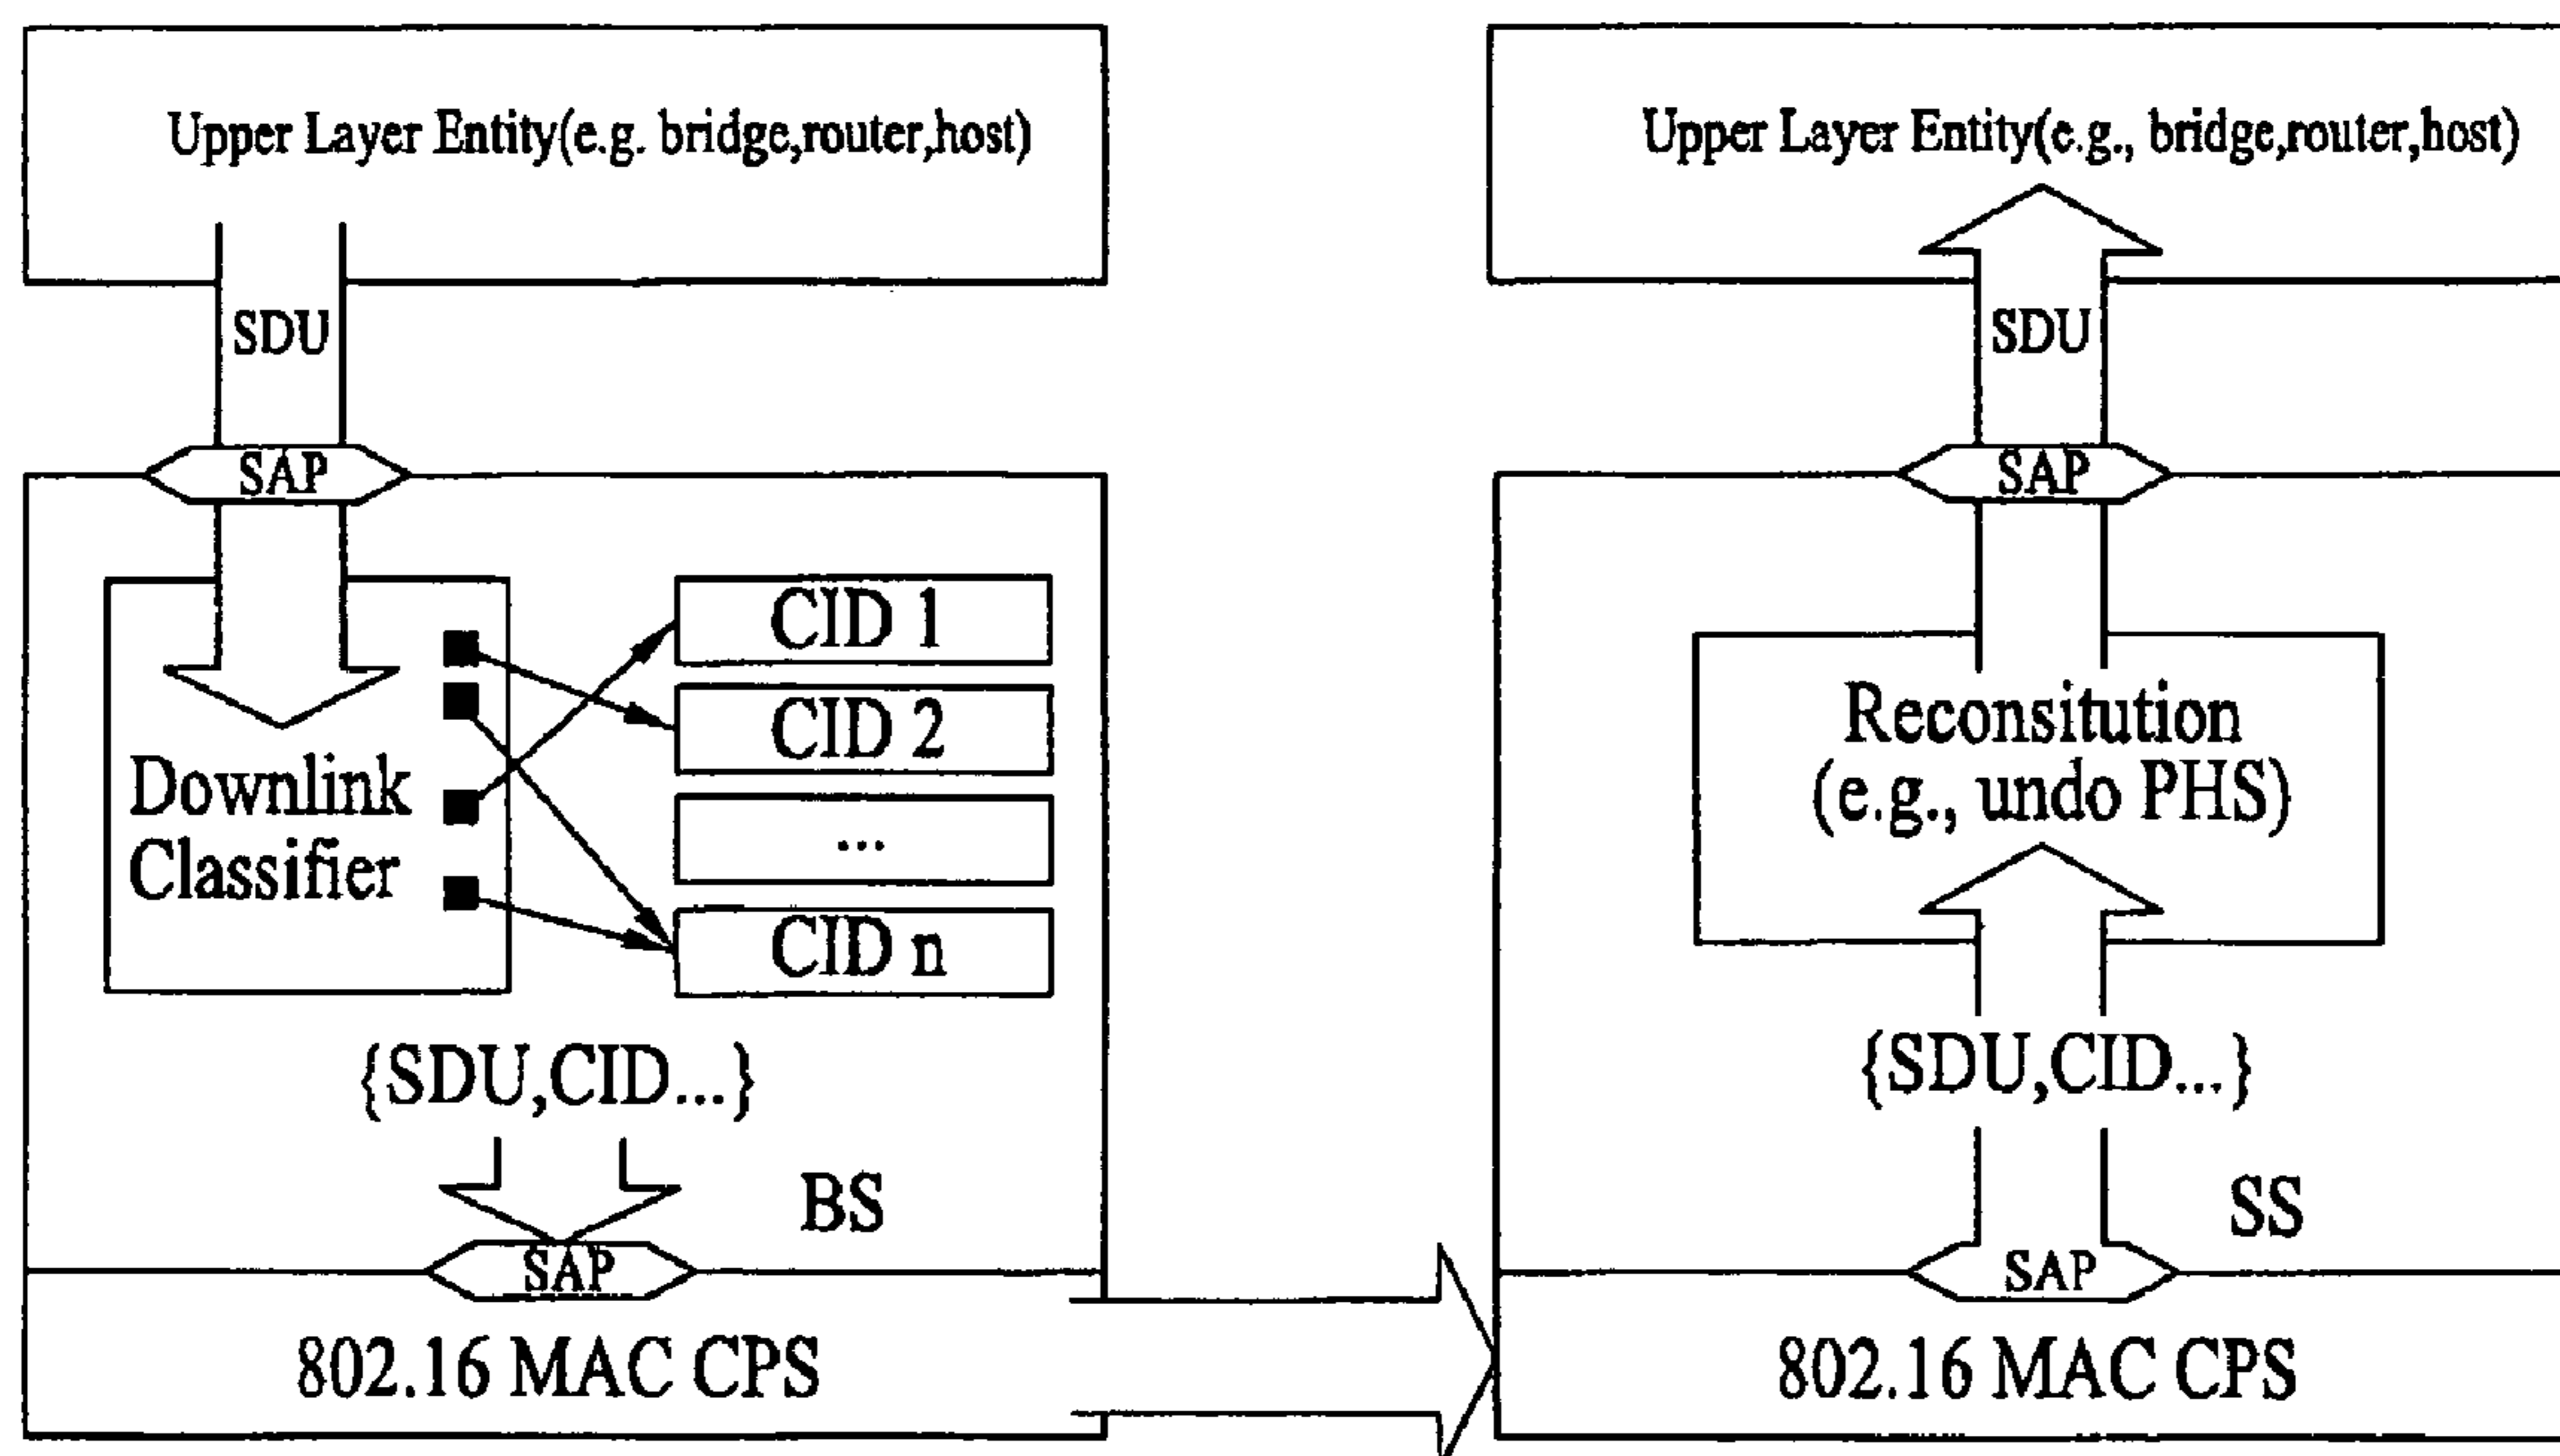 Upper Layer Entity(e.g. bridge,router,host)
SDU
SAP
Downlink
Classifier
CID 1
CID 2
...
CID n
{SDU,CID...}
BS
SAP
802.16 MAC CPS
Upper Layer Entity(e.g., bridge,router,host)
SDU
SAP
Reconsitution
(e.g., undo PHS)
{SDU,CID...}
SS
SAP
802.16 MAC CPS